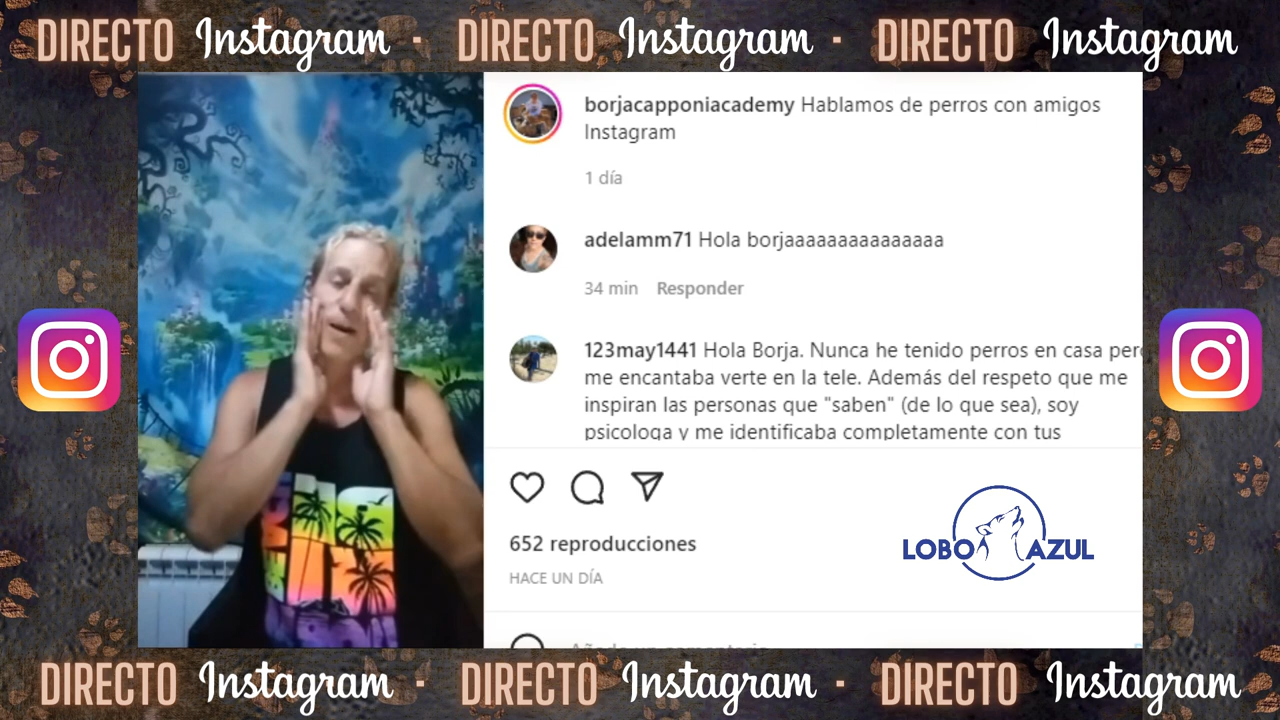 DIRECTO Instagram · DIRECTO Instagram · DIRECTO Instagram
borjacapponiacademy Hablamos de perros con amigos
Instagram
1 día
adelamm71 Hola borjaaaaaaaaaaaaaaa
34 min Responder
123may1441 Hola Borja. Nunca he tenido perros en casa pero
me encantaba verte en la tele. Además del respeto que me
inspiran las personas que "saben" (de lo que sea), soy
psicologa y me identificaba completamente con tus
652 reproducciones
HACE UN DÍA
LOBO AZUL
DIRECTO Instagram · DIRECTO Instagram · DIRECTO Instagram